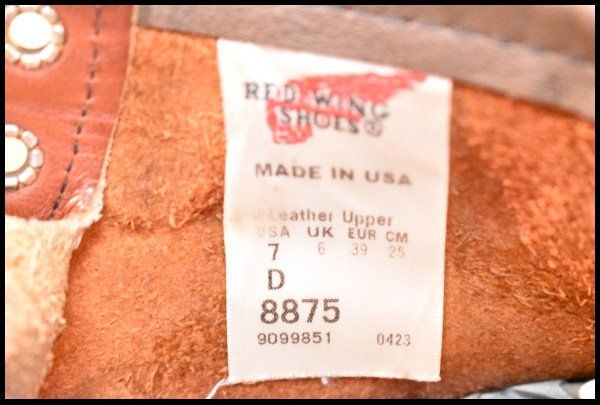 RED WING
SHOES®
MADE IN USA
Leather Upper
USA UK EUR CM
7 6 39 25
D
8875
9099851 0423